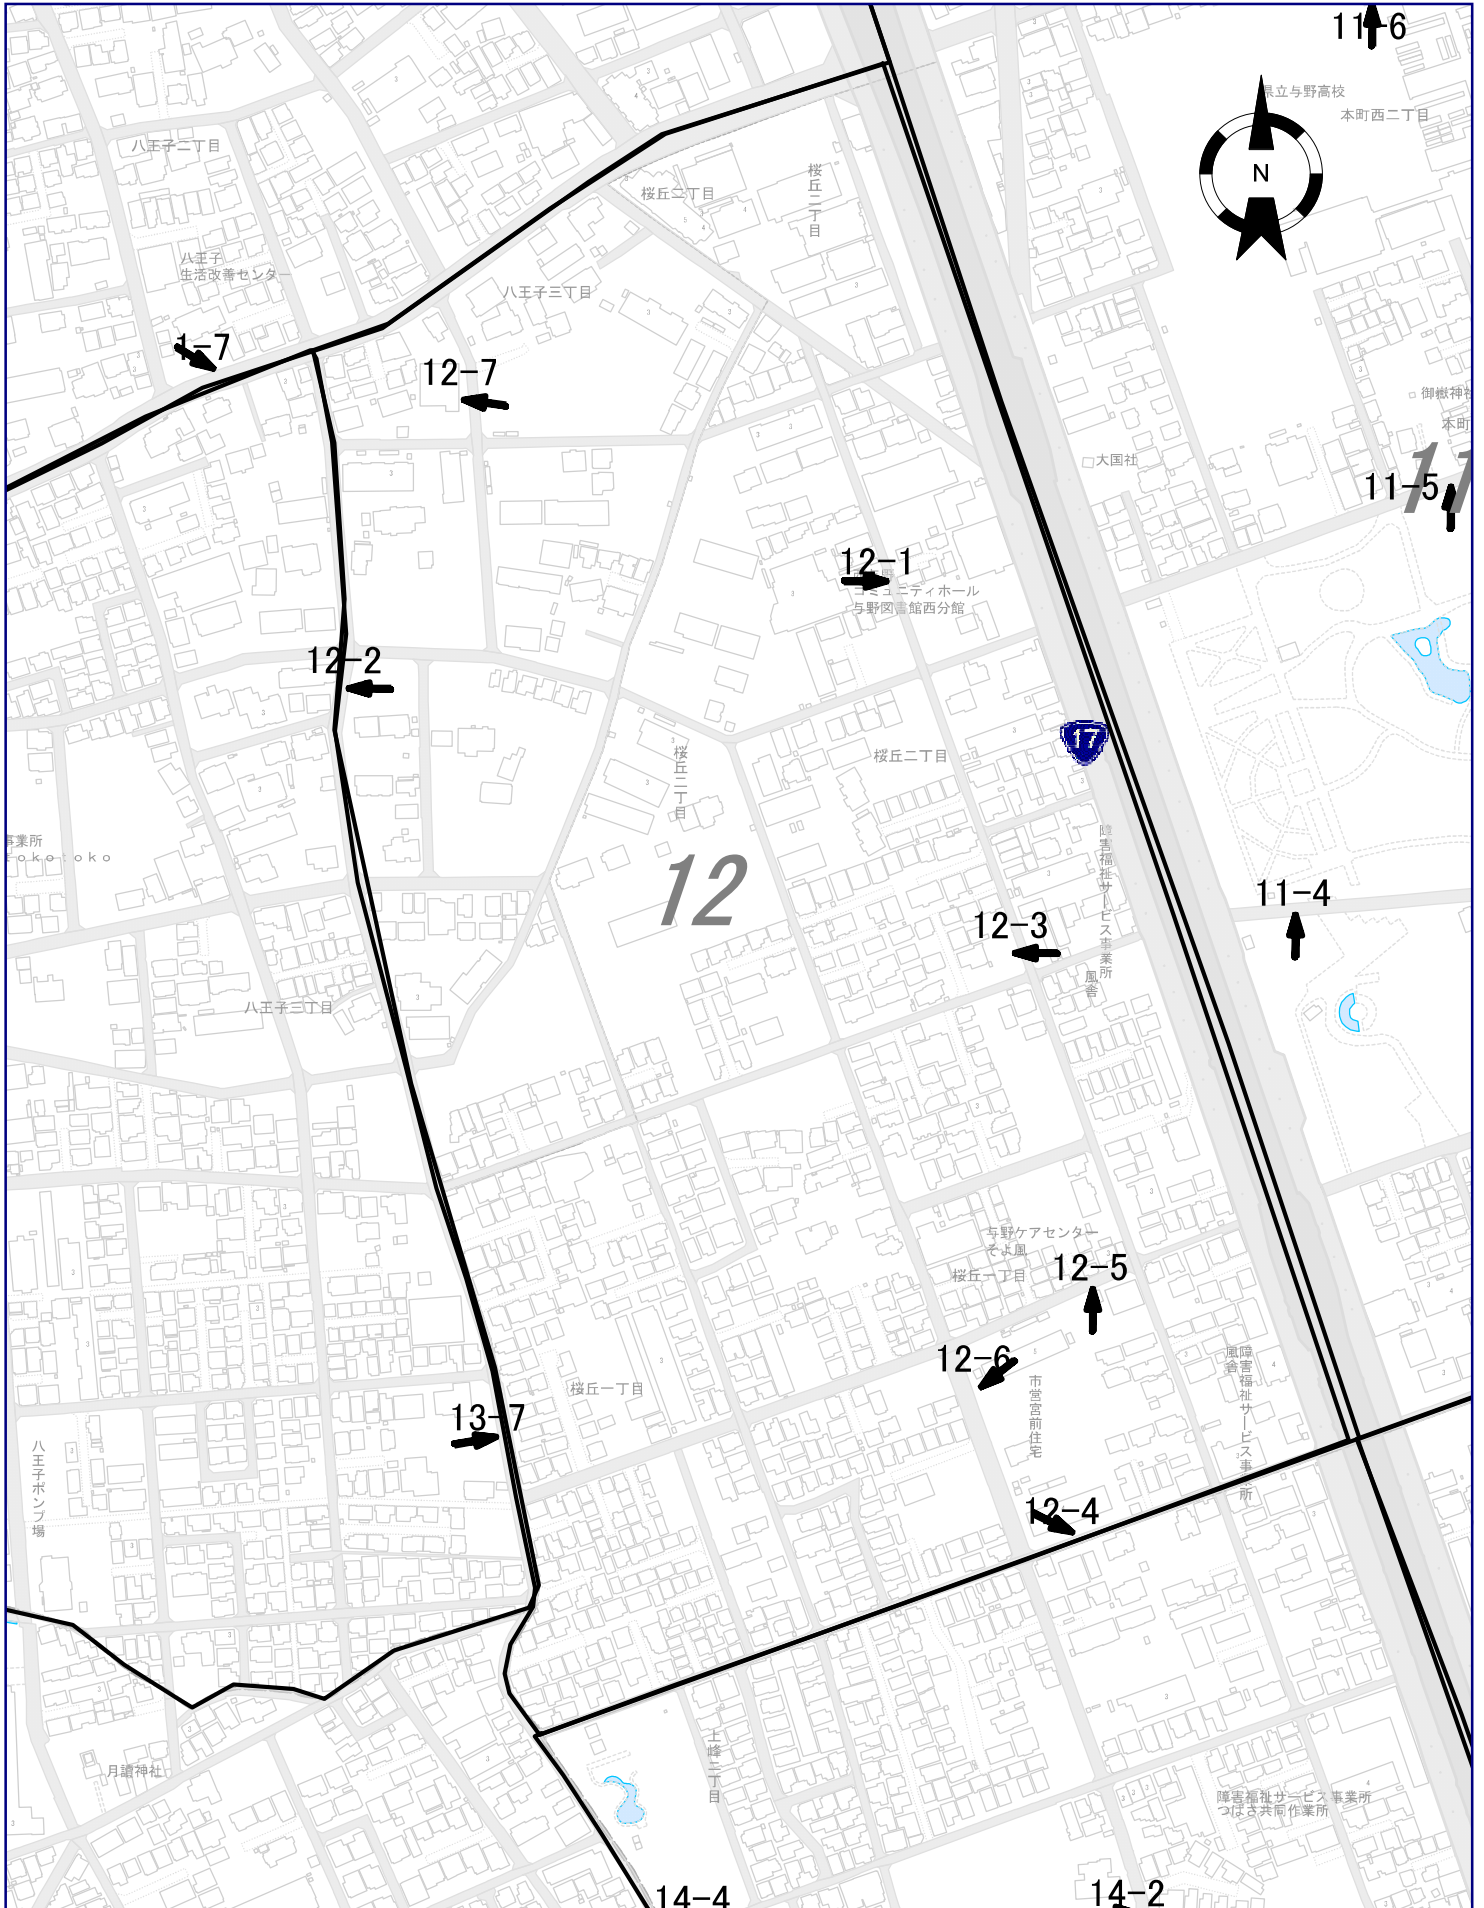 11-6
県立与野高校
本町西二丁目
N
八王子二丁目
桜丘二丁目
桜丘二丁目
八王子
生活改善センター
八王子三丁目
1-7
12-7
御嶽神社
本町
大国社
11
11-5
12-1
コミュニティホール
与野図書館西分館
12-2
17
桜丘二丁目
桜丘二丁目
事業所
tokotoko
障害福祉サービス事業所
風舎
12
11-4
12-3
八王子三丁目
与野ケアセンター
そよ風
桜丘一丁目
12-5
12-6
障害福祉サービス事業所
風舎
市営宮前住宅
桜丘一丁目
13-7
八王子ポンプ場
12-4
月讀神社
上峰二丁目
障害福祉サービス事業所
つばさ共同作業所
14-4
14-2